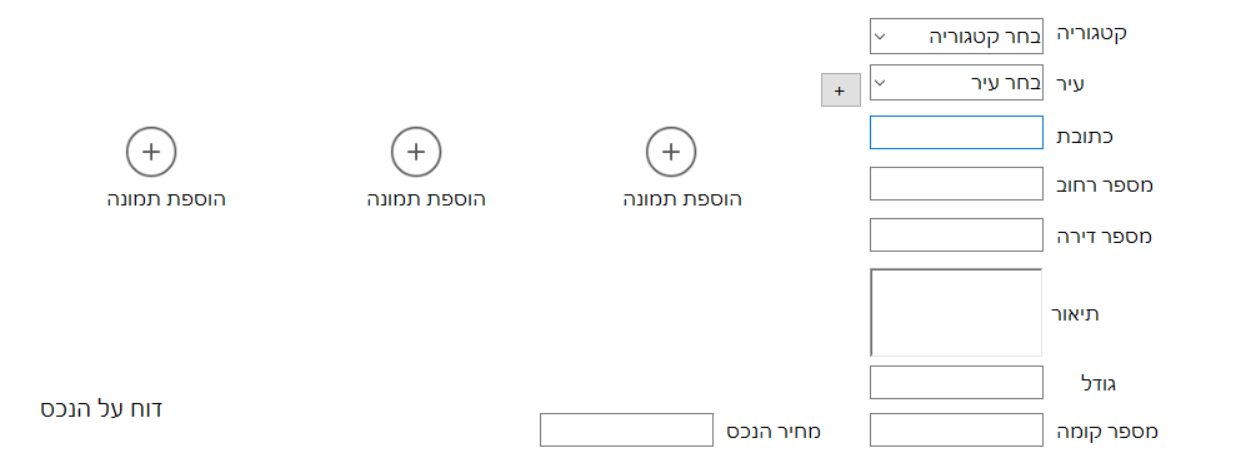 קטגוריה
בחר קטגוריה
עיר
בחר עיר
+
כתובת
מספר רחוב
מספר דירה
תיאור
גודל
מספר קומה
מחיר הנכס
הוספת תמונה
הוספת תמונה
הוספת תמונה
דוח על הנכס